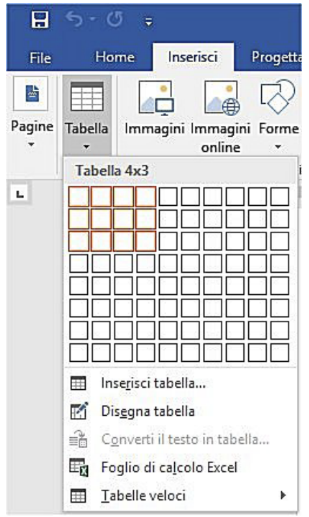 File Home Inserisci Progetta
Pagine Tabella Immagini Immagini Forme
online
Tabella 4x3
Inserisci tabella...
Disegna tabella
Converti il testo in tabella...
Foglio di calcolo Excel
Tabelle veloci